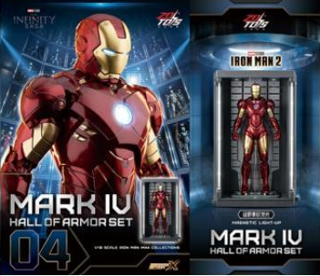 THE
INFINITY
SAGA
ZD TOYS
MARK IV
HALL OF ARMOR SET
04
1/10 SCALE IRON MAN MK4 COLLECTIONS
ZD TOYS
IRON MAN 2
MAGNETIC LIGHT-UP
MARK IV
HALL OF ARMOR SET